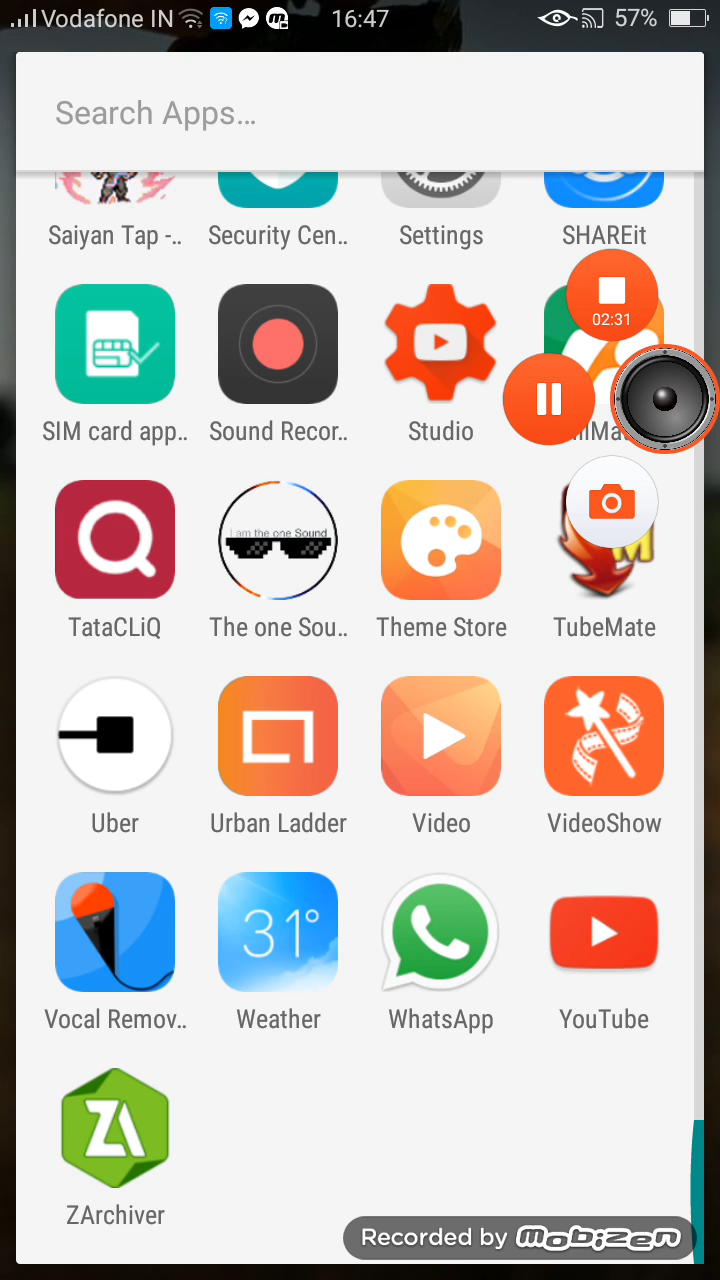 Vodafone IN 16:47 57%
Search Apps...
Saiyan Tap -.. Security Cen.. Settings SHAREit
02:31
SIM card app.. Sound Recor.. Studio
I am the one Sound
TataCLiQ The one Sou.. Theme Store TubeMate
Uber Urban Ladder Video VideoShow
31°
Vocal Remov.. Weather WhatsApp YouTube
ZA
ZArchiver
Recorded by mobizen